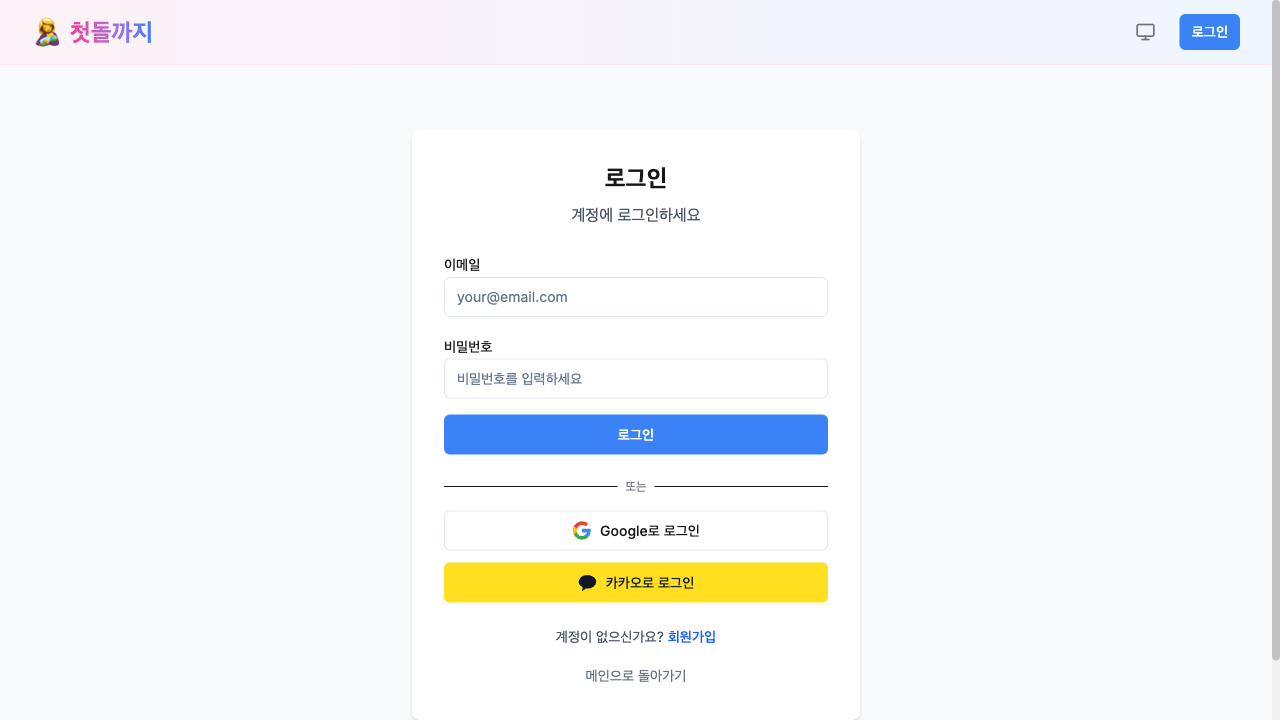 첫돌까지
로그인
로그인
계정에 로그인하세요
이메일
your@email.com
비밀번호
비밀번호를 입력하세요
로그인
또는
Google로 로그인
카카오로 로그인
계정이 없으신가요? 회원가입
메인으로 돌아가기